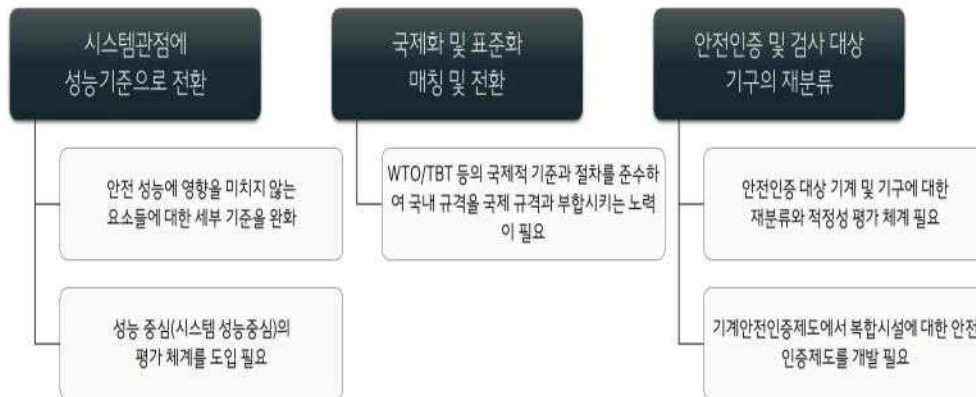 시스템관점에
성능기준으로 전환
안전 성능에 영향을 미치지 않는
요소들에 대한 세부 기준을 완화
성능 중심(시스템 성능중심)의
평가 체계를 도입 필요
국제화 및 표준화
매칭 및 전환
WTO/TBT 등의 국제적 기준과 절차를 준수하
여 국내 규격을 국제 규격과 부합시키는 노력
이 필요
안전인증 및 검사 대상
기구의 재분류
안전인증 대상 기계 및 기구에 대한
재분류와 적정성 평가 체계 필요
기계안전인증제도에서 복합시설에 대한 안전
인증제도를 개발 필요